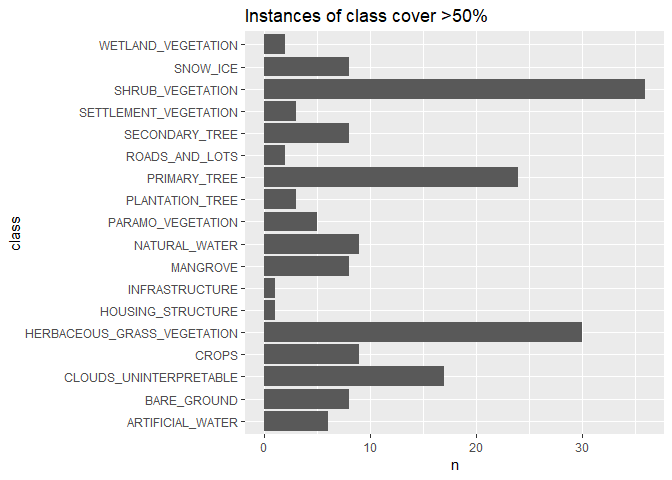 Instances of class cover >50%
class
WETLAND_VEGETATION
SNOW_ICE
SHRUB_VEGETATION
SETTLEMENT_VEGETATION
SECONDARY_TREE
ROADS_AND_LOTS
PRIMARY_TREE
PLANTATION_TREE
PARAMO_VEGETATION
NATURAL_WATER
MANGROVE
INFRASTRUCTURE
HOUSING_STRUCTURE
HERBACEOUS_GRASS_VEGETATION
CROPS
CLOUDS_UNINTERPRETABLE
BARE_GROUND
ARTIFICIAL_WATER
0 10 20 30
n